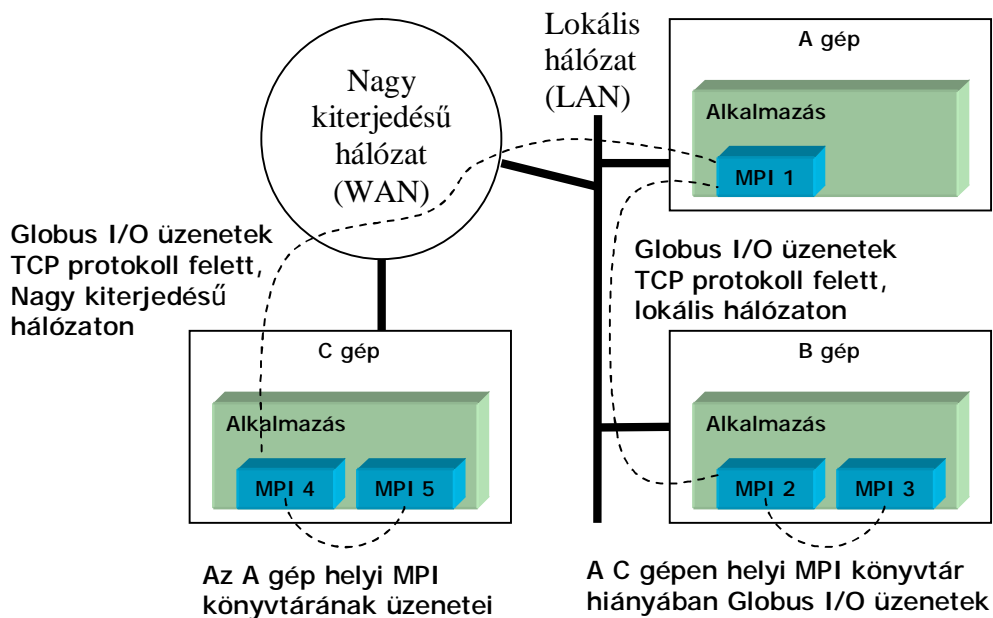 Nagy
kiterjedésű
hálózat
(WAN)
Lokális
hálózat
(LAN)
A gép
Alkalmazás
MPI 1
Globus I/O üzenetek
TCP protokoll felett,
Nagy kiterjedésű
hálózaton
Globus I/O üzenetek
TCP protokoll felett,
lokális hálózaton
C gép
Alkalmazás
MPI 4
MPI 5
B gép
Alkalmazás
MPI 2
MPI 3
Az A gép helyi MPI
könyvtárának üzenetei
A C gépen helyi MPI könyvtár
hiányában Globus I/O üzenetek